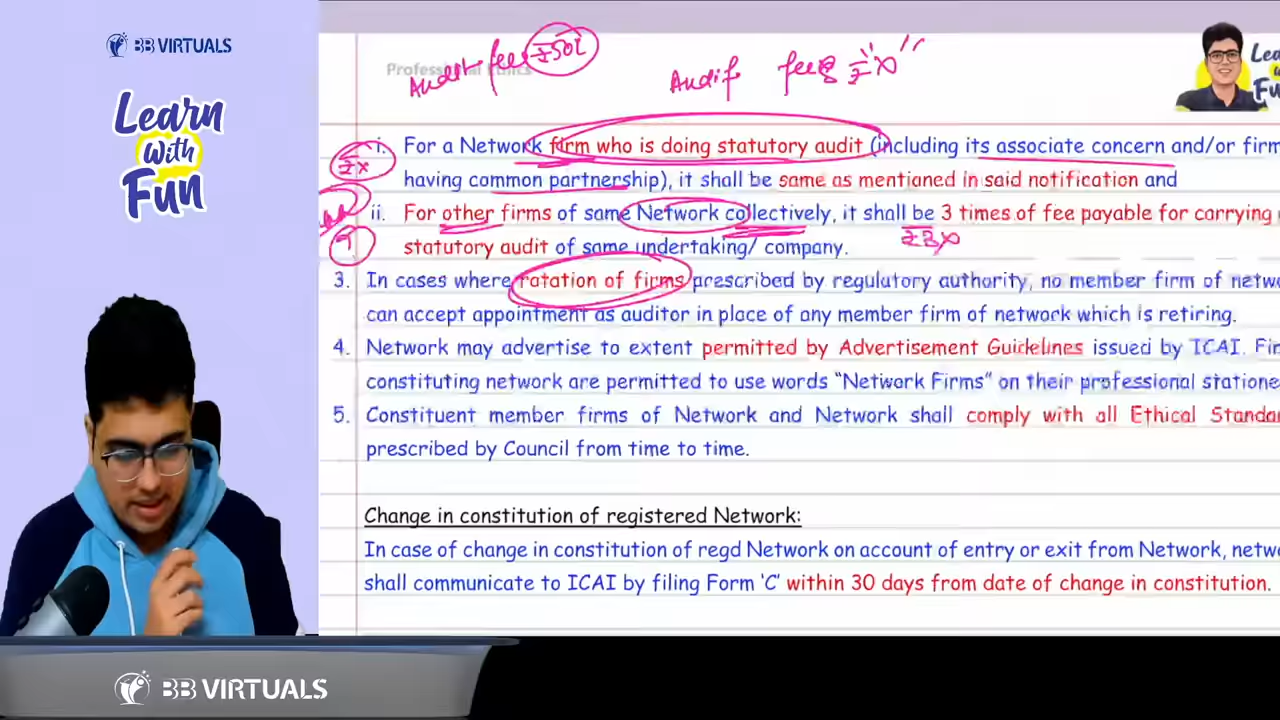 BB VIRTUALS
Learn
With
Fun
Professional Ethics
Audit fees ₹50L
Audit fees ₹ "x"
Lea
wi
Fu
i. For a Network firm who is doing statutory audit (including its associate concern and/or firm
having common partnership), it shall be same as mentioned in said notification and
₹x
ii. For other firms of same Network collectively, it shall be 3 times of fee payable for carrying
statutory audit of same undertaking/ company.
₹3x
3. In cases where rotation of firms prescribed by regulatory authority, no member firm of netw
can accept appointment as auditor in place of any member firm of network which is retiring.
4. Network may advertise to extent permitted by Advertisement Guidelines issued by ICAI. Fir
constituting network are permitted to use words “Network Firms” on their professional statione
5. Constituent member firms of Network and Network shall comply with all Ethical Standa
prescribed by Council from time to time.
Change in constitution of registered Network:
In case of change in constitution of regd Network on account of entry or exit from Network, netw
shall communicate to ICAI by filing Form ‘C’ within 30 days from date of change in constitution.
BB VIRTUALS